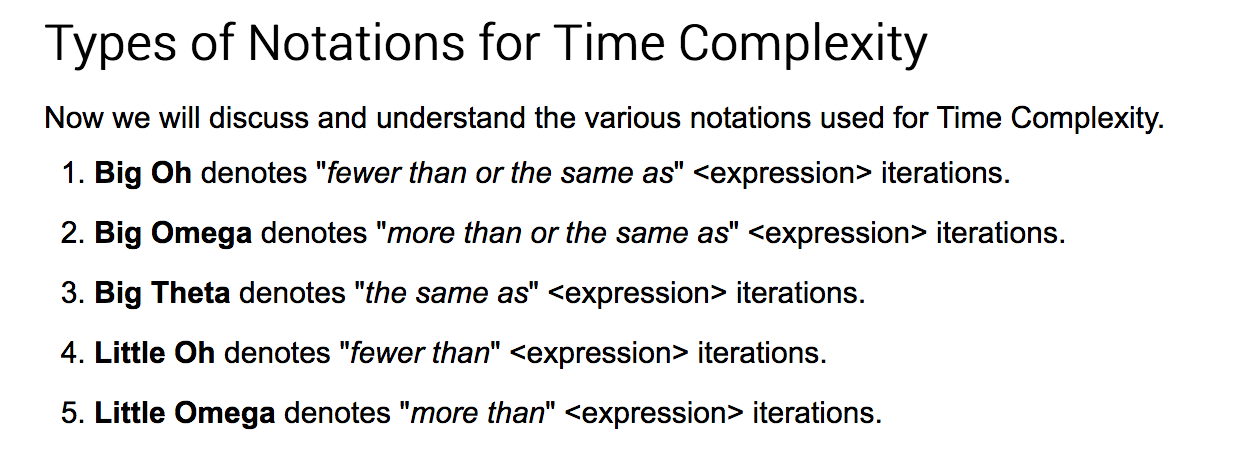 Types of Notations for Time Complexity
Now we will discuss and understand the various notations used for Time Complexity.
1. Big Oh denotes "fewer than or the same as" <expression> iterations.
2. Big Omega denotes "more than or the same as" <expression> iterations.
3. Big Theta denotes "the same as" <expression> iterations.
4. Little Oh denotes "fewer than" <expression> iterations.
5. Little Omega denotes "more than" <expression> iterations.